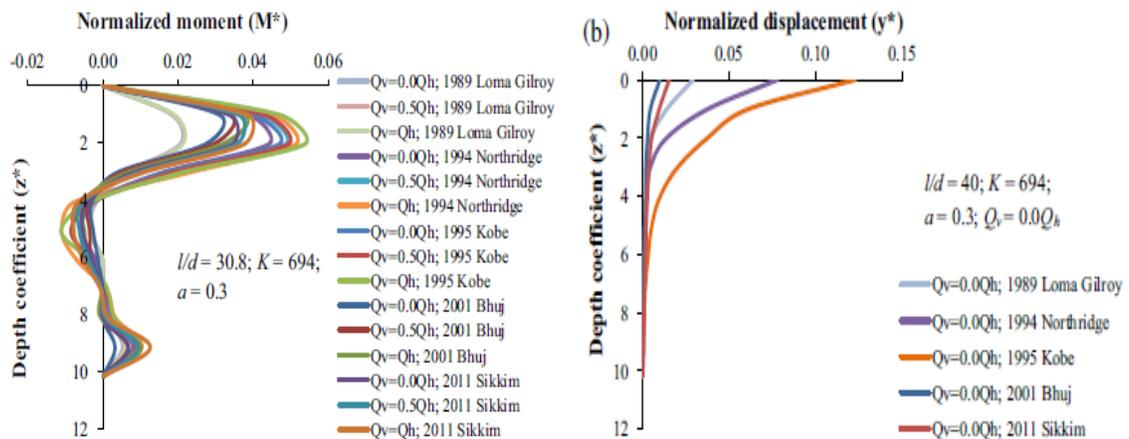 Normalized moment (M*)
-0.02 0.00 0.02 0.04 0.06
0
2
4
6
8
10
12
Depth coefficient (z*)
l/d = 30.8; K = 694;
a = 0.3
Qv=0.0Qh; 1989 Loma Gilroy
Qv=0.5Qh; 1989 Loma Gilroy
Qv=Qh; 1989 Loma Gilroy
Qv=0.0Qh; 1994 Northridge
Qv=0.5Qh; 1994 Northridge
Qv=Qh; 1994 Northridge
Qv=0.0Qh; 1995 Kobe
Qv=0.5Qh; 1995 Kobe
Qv=Qh; 1995 Kobe
Qv=0.0Qh; 2001 Bhuj
Qv=0.5Qh; 2001 Bhuj
Qv=Qh; 2001 Bhuj
Qv=0.0Qh; 2011 Sikkim
Qv=0.5Qh; 2011 Sikkim
Qv=Qh; 2011 Sikkim
(b)
Normalized displacement (y*)
0.00 0.05 0.10 0.15
0
2
4
6
8
10
12
Depth coefficient (z*)
l/d = 40; K = 694;
a = 0.3; Qv = 0.0Qh
Qv=0.0Qh; 1989 Loma Gilroy
Qv=0.0Qh; 1994 Northridge
Qv=0.0Qh; 1995 Kobe
Qv=0.0Qh; 2001 Bhuj
Qv=0.0Qh; 2011 Sikkim